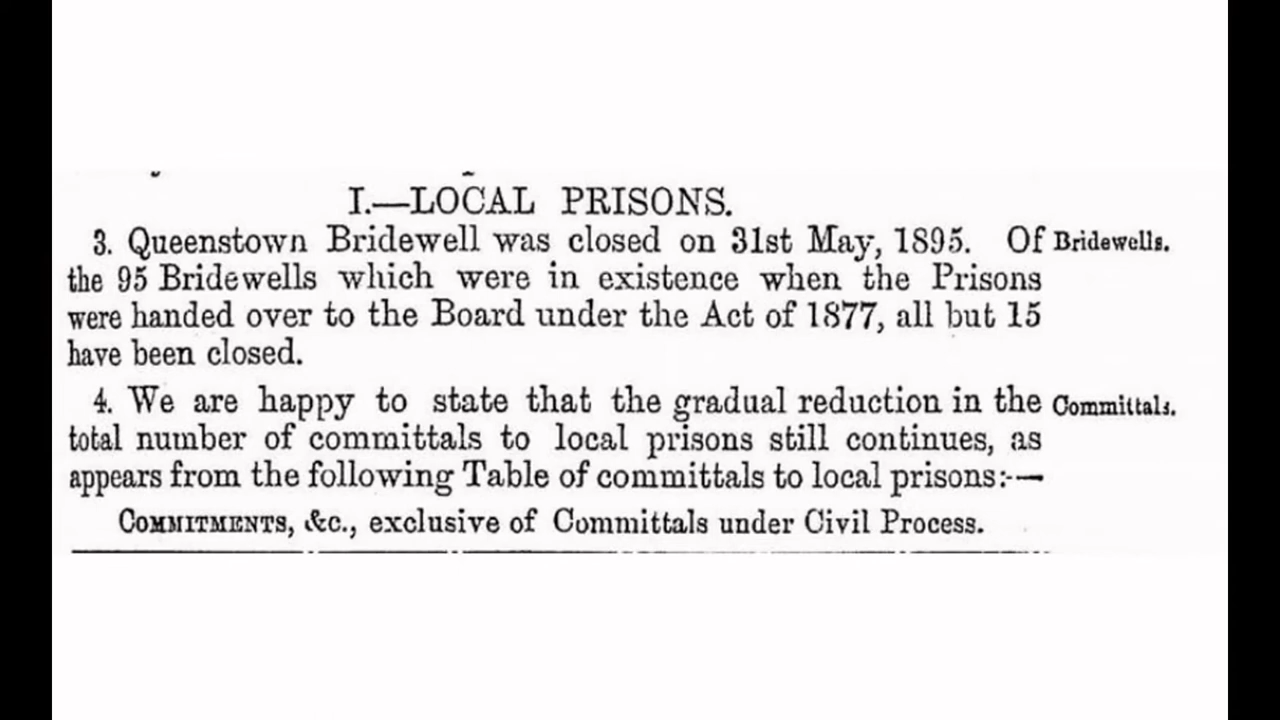 I.—LOCAL PRISONS.
3. Queenstown Bridewell was closed on 31st May, 1895. Of Bridewells.
the 95 Bridewells which were in existence when the Prisons
were handed over to the Board under the Act of 1877, all but 15
have been closed.
4. We are happy to state that the gradual reduction in the Committals.
total number of committals to local prisons still continues, as
appears from the following Table of committals to local prisons:—
COMMITMENTS, &c., exclusive of Committals under Civil Process.